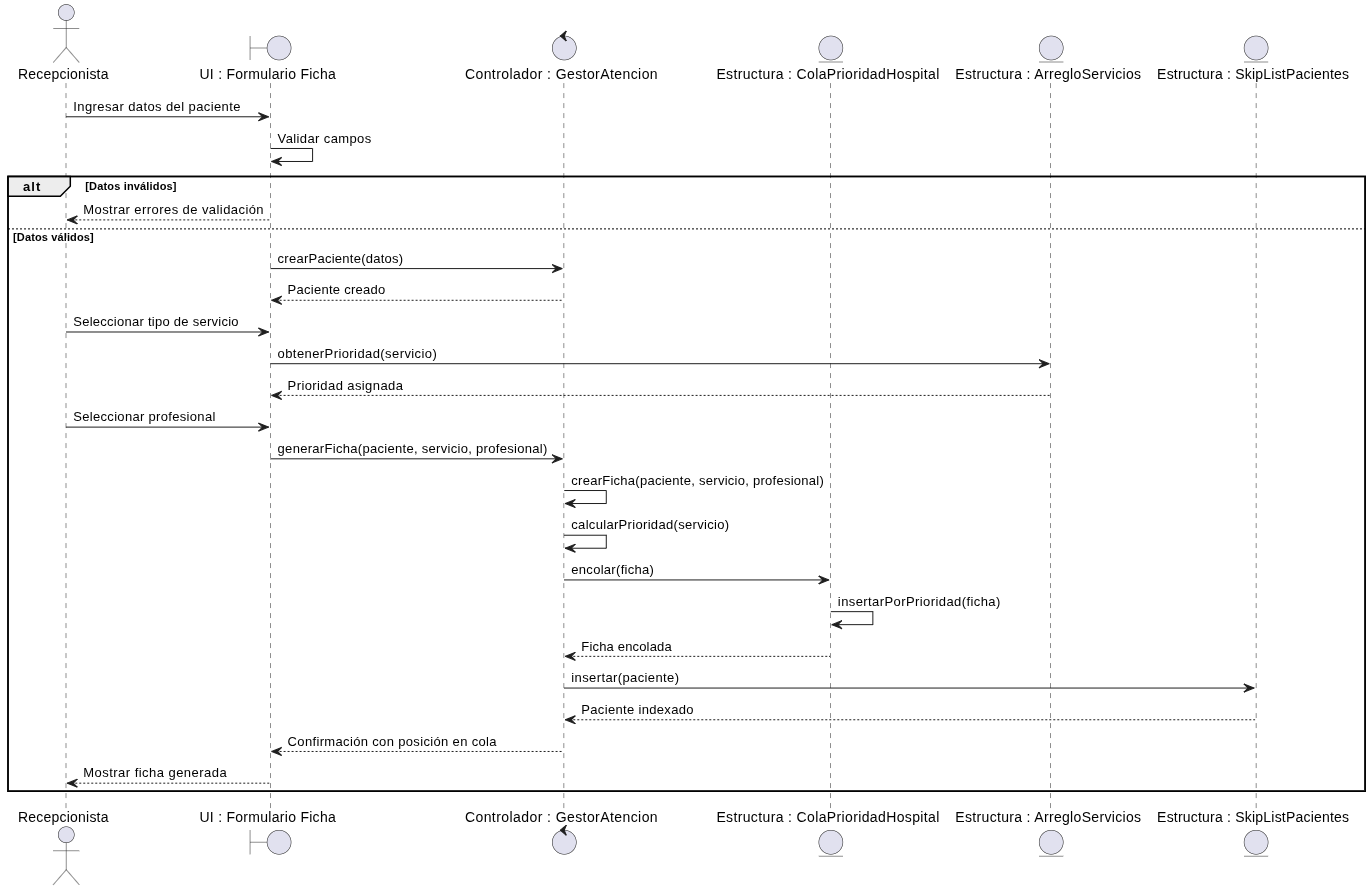 Recepcionista
UI : Formulario Ficha
Controlador : GestorAtencion
Estructura : ColaPrioridadHospital
Estructura : ArregloServicios
Estructura : SkipListPacientes
Ingresar datos del paciente
Validar campos
alt
[Datos inválidos]
Mostrar errores de validación
[Datos válidos]
crearPaciente(datos)
Paciente creado
Seleccionar tipo de servicio
obtenerPrioridad(servicio)
Prioridad asignada
Seleccionar profesional
generarFicha(paciente, servicio, profesional)
crearFicha(paciente, servicio, profesional)
calcularPrioridad(servicio)
encolar(ficha)
insertarPorPrioridad(ficha)
Ficha encolada
insertar(paciente)
Paciente indexado
Confirmación con posición en cola
Mostrar ficha generada
Recepcionista
UI : Formulario Ficha
Controlador : GestorAtencion
Estructura : ColaPrioridadHospital
Estructura : ArregloServicios
Estructura : SkipListPacientes